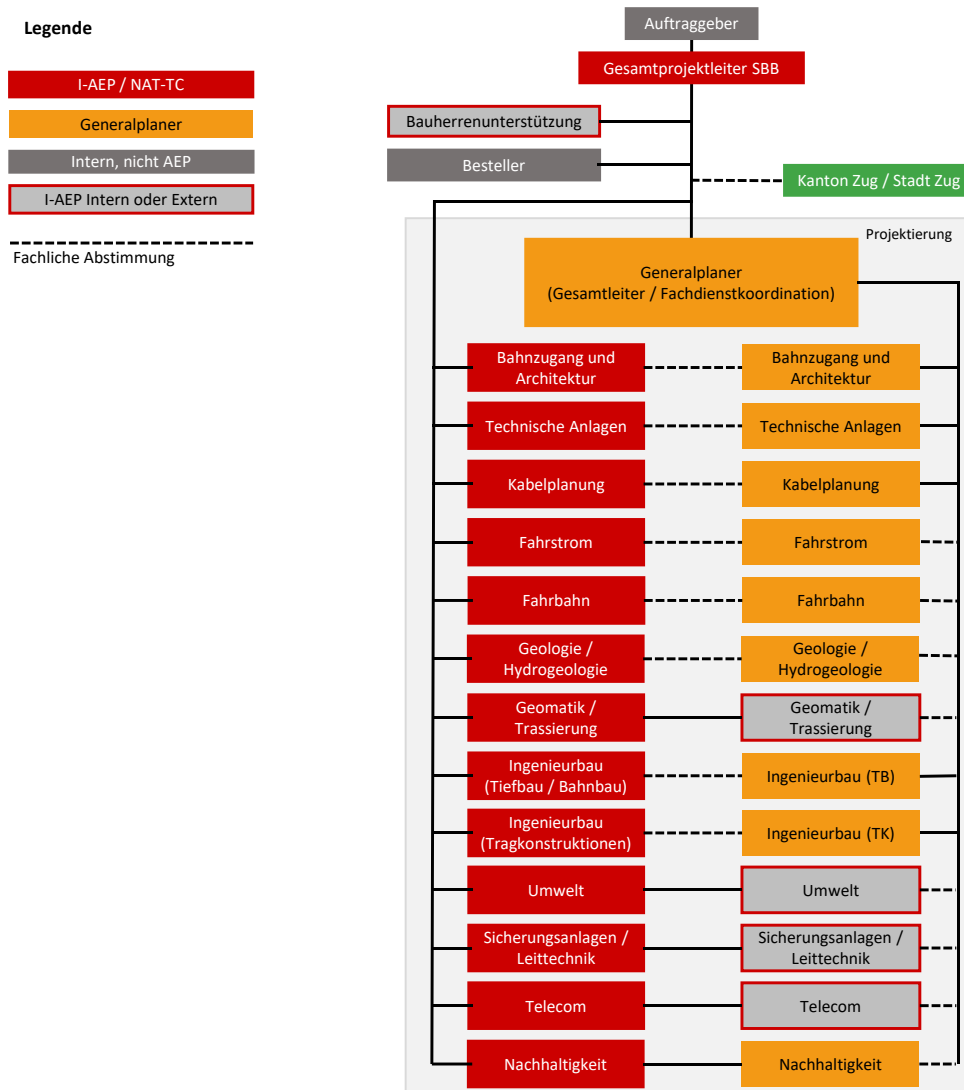 Legende
I-AEP / NAT-TC
Generalplaner
Intern, nicht AEP
I-AEP Intern oder Extern
Fachliche Abstimmung
Auftraggeber
Gesamtprojektleiter SBB
Bauherrenunterstützung
Besteller
Kanton Zug / Stadt Zug
Projektierung
Generalplaner
(Gesamtleiter / Fachdienstkoordination)
Bahnzugang und
Architektur
Bahnzugang und
Architektur
Technische Anlagen
Technische Anlagen
Kabelplanung
Kabelplanung
Fahrstrom
Fahrstrom
Fahrbahn
Fahrbahn
Geologie /
Hydrogeologie
Geologie /
Hydrogeologie
Geomatik /
Trassierung
Geomatik /
Trassierung
Ingenieurbau
(Tiefbau / Bahnbau)
Ingenieurbau (TB)
Ingenieurbau
(Tragkonstruktionen)
Ingenieurbau (TK)
Umwelt
Umwelt
Sicherungsanlagen /
Leittechnik
Sicherungsanlagen /
Leittechnik
Telecom
Telecom
Nachhaltigkeit
Nachhaltigkeit